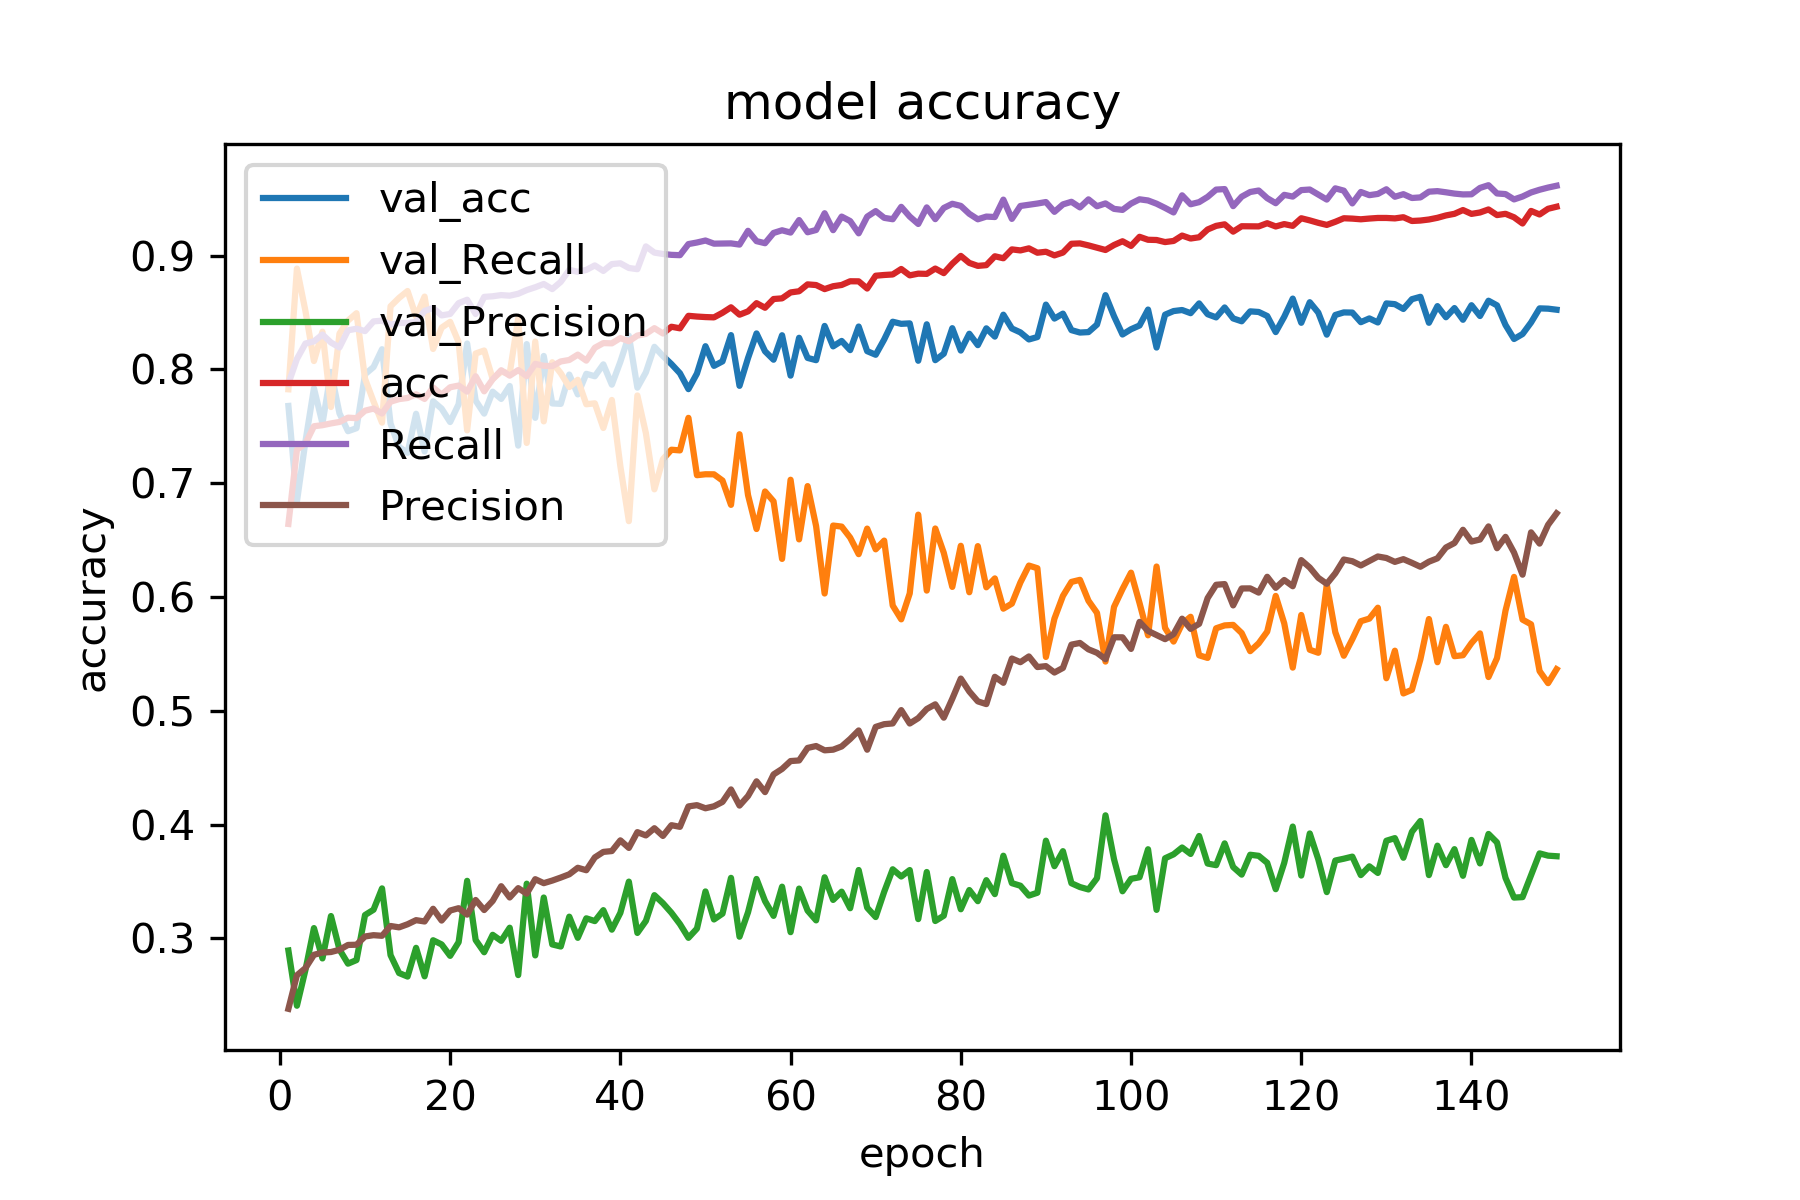 model accuracy
val_acc
val_Recall
val_Precision
acc
Recall
Precision
accuracy
0.9
0.8
0.7
0.6
0.5
0.4
0.3
0 20 40 60 80 100 120 140
epoch